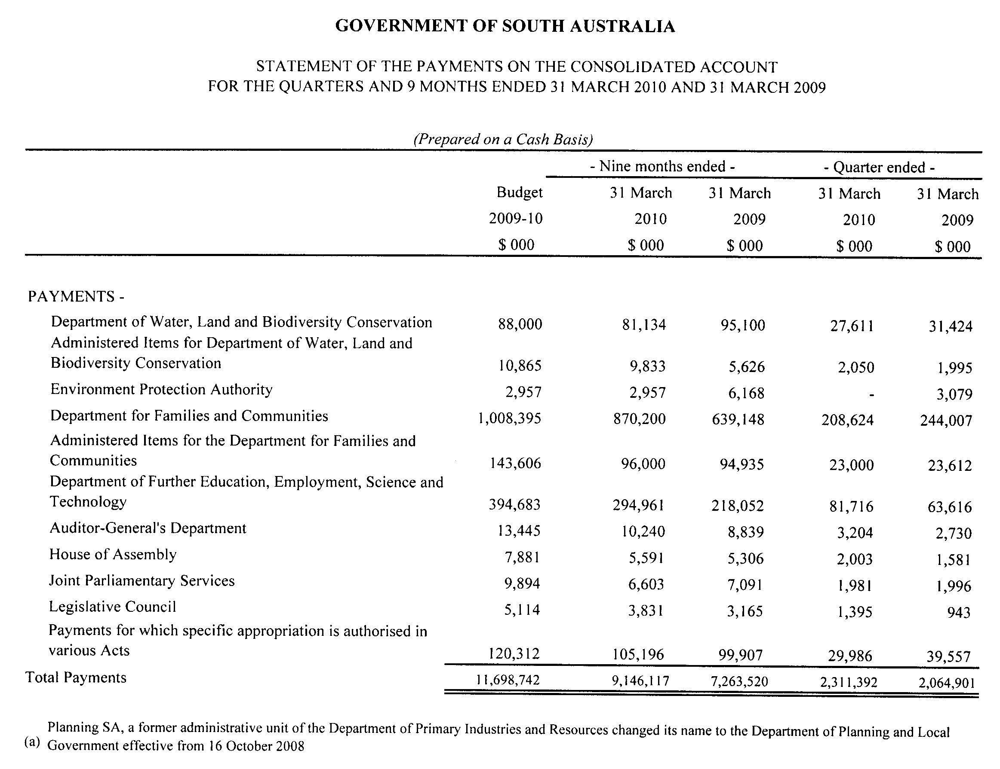 GOVERNMENT OF SOUTH AUSTRALIA
STATEMENT OF THE PAYMENTS ON THE CONSOLIDATED ACCOUNT
FOR THE QUARTERS AND 9 MONTHS ENDED 31 MARCH 2010 AND 31 MARCH 2009
(Prepared on a Cash Basis)
- Nine months ended - - Quarter ended -
Budget 31 March 31 March 31 March 31 March
2009-10 2010 2009 2010 2009
$ 000 $ 000 $ 000 $ 000 $ 000
PAYMENTS -
Department of Water, Land and Biodiversity Conservation 88,000 81,134 95,100 27,611 31,424
Administered Items for Department of Water, Land and
Biodiversity Conservation 10,865 9,833 5,626 2,050 1,995
Environment Protection Authority 2,957 2,957 6,168 - 3,079
Department for Families and Communities 1,008,395 870,200 639,148 208,624 244,007
Administered Items for the Department for Families and
Communities 143,606 96,000 94,935 23,000 23,612
Department of Further Education, Employment, Science and
Technology 394,683 294,961 218,052 81,716 63,616
Auditor-General's Department 13,445 10,240 8,839 3,204 2,730
House of Assembly 7,881 5,591 5,306 2,003 1,581
Joint Parliamentary Services 9,894 6,603 7,091 1,981 1,996
Legislative Council 5,114 3,831 3,165 1,395 943
Payments for which specific appropriation is authorised in
various Acts 120,312 105,196 99,907 29,986 39,557
Total Payments 11,698,742 9,146,117 7,263,520 2,311,392 2,064,901
Planning SA, a former administrative unit of the Department of Primary Industries and Resources changed its name to the Department of Planning and Local
(a) Government effective from 16 October 2008